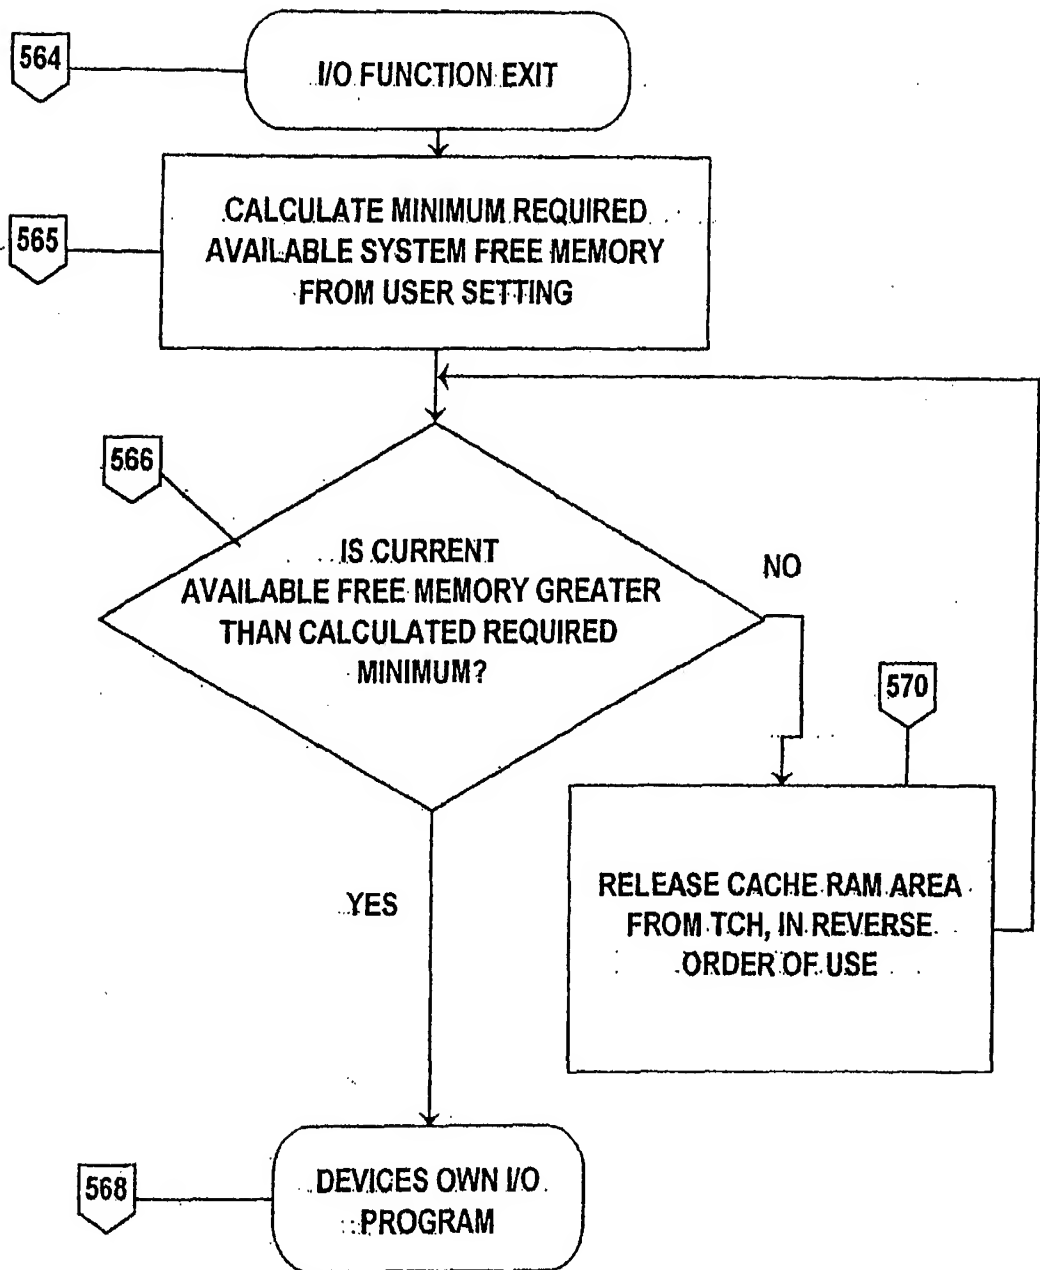 564
I/O FUNCTION EXIT
565
CALCULATE MINIMUM REQUIRED
AVAILABLE SYSTEM FREE MEMORY
FROM USER SETTING
566
IS CURRENT
AVAILABLE FREE MEMORY GREATER
THAN CALCULATED REQUIRED
MINIMUM?
NO
570
RELEASE CACHE RAM AREA
FROM TCH, IN REVERSE
ORDER OF USE
YES
568
DEVICES OWN I/O
PROGRAM